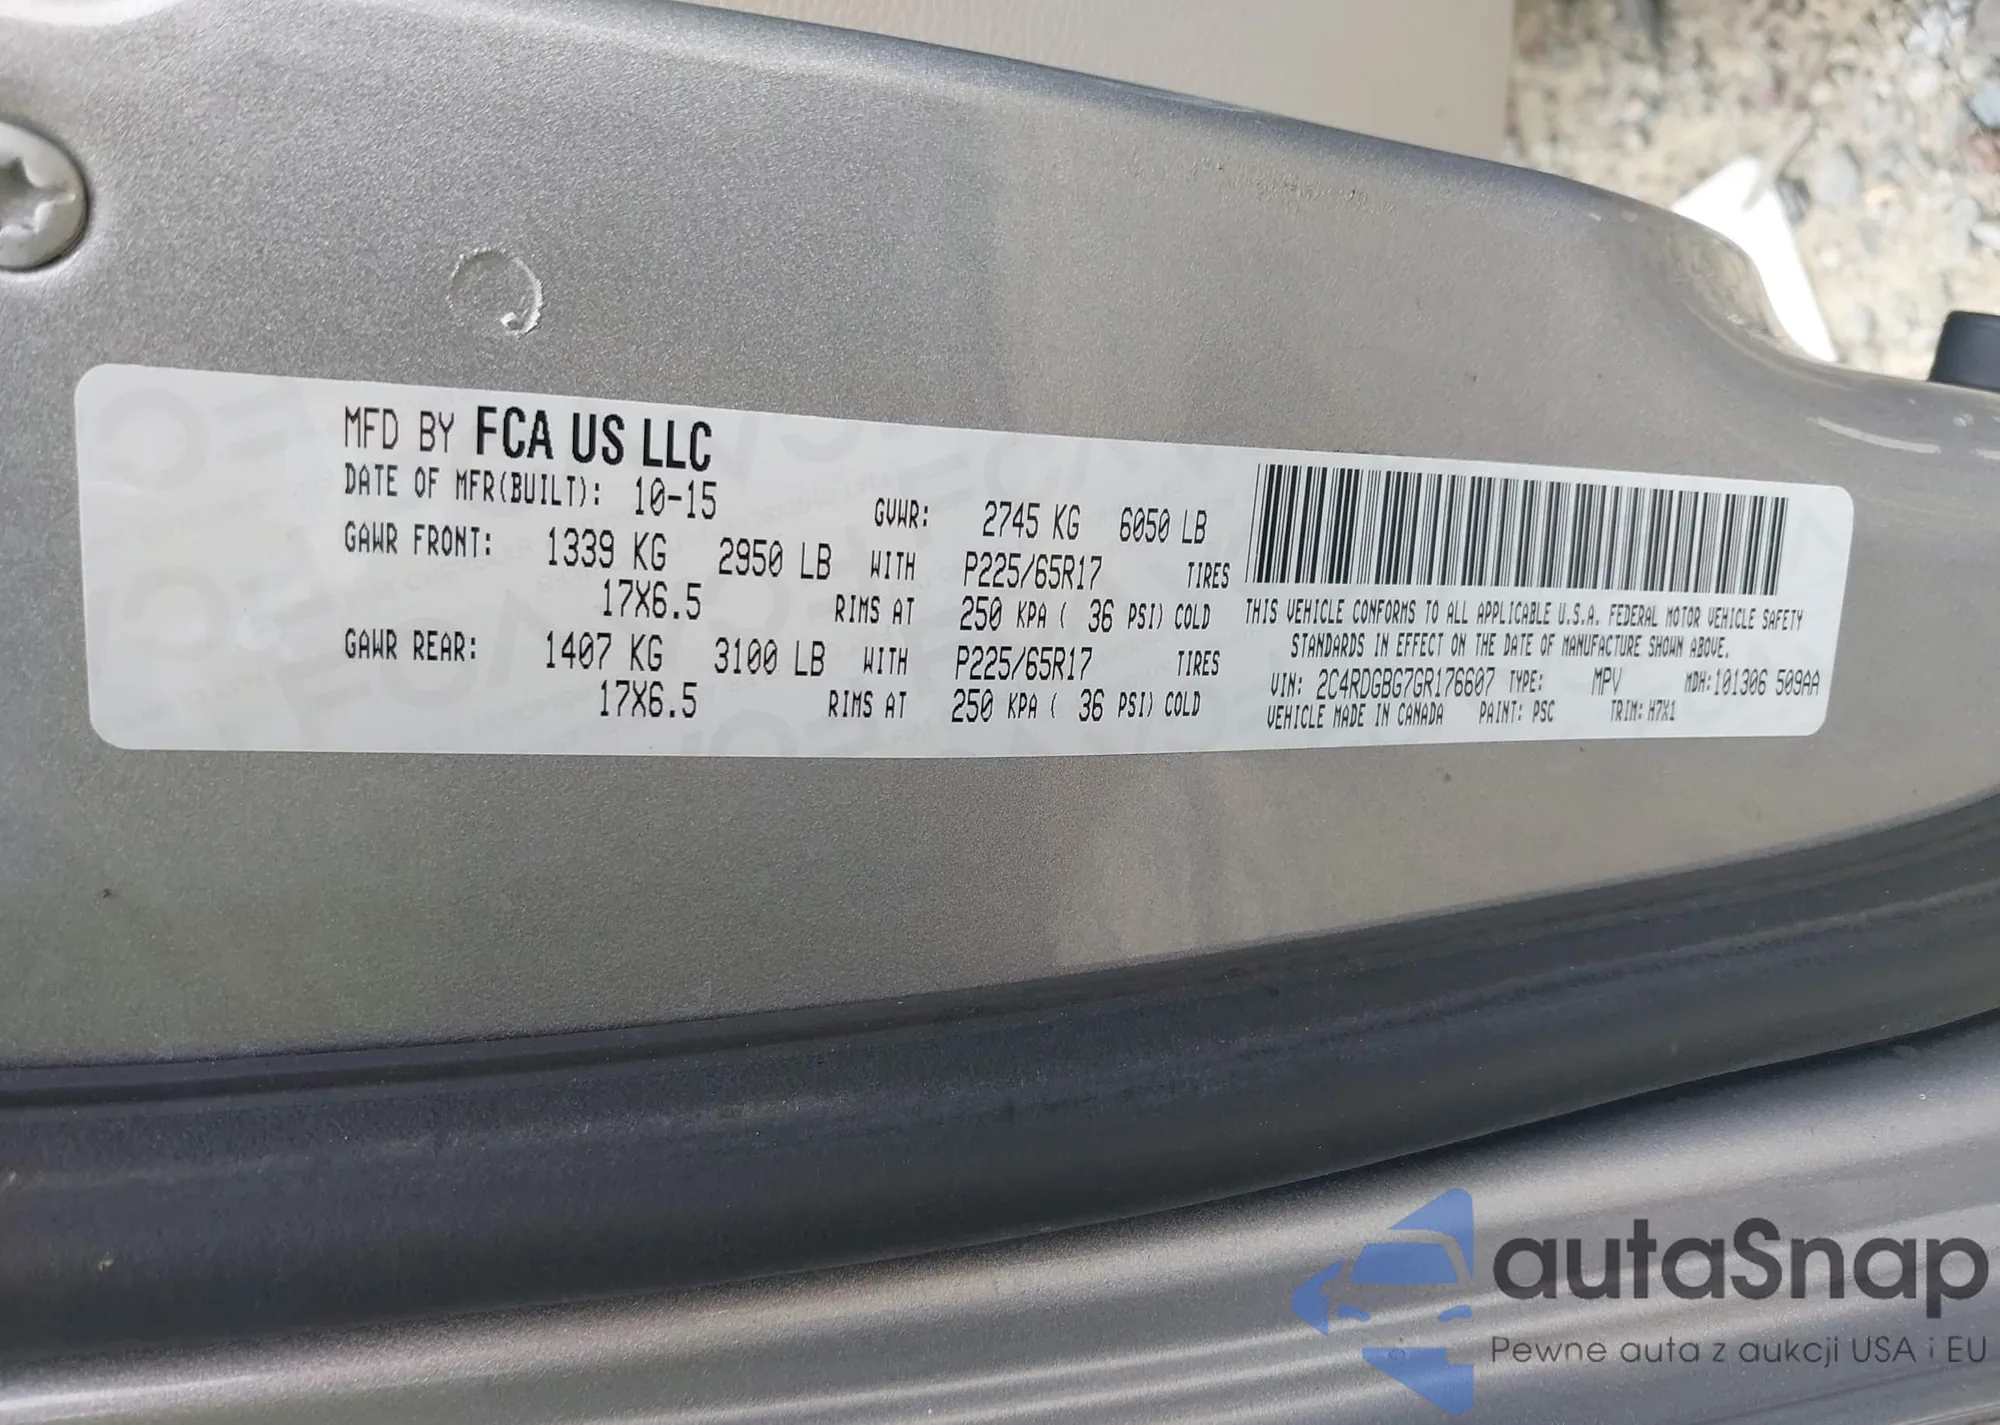 MFD BY FCA US LLC
DATE OF MFR(BUILT): 10-15 GVWR: 2745 KG 6050 LB
GAWR FRONT: 1339 KG 2950 LB WITH P225/65R17 TIRES
17X6.5 RIMS AT 250 KPA ( 36 PSI) COLD
GAWR REAR: 1407 KG 3100 LB WITH P225/65R17 TIRES
17X6.5 RIMS AT 250 KPA ( 36 PSI) COLD
THIS VEHICLE CONFORMS TO ALL APPLICABLE U.S.A. FEDERAL MOTOR VEHICLE SAFETY
STANDARDS IN EFFECT ON THE DATE OF MANUFACTURE SHOWN ABOVE.
VIN: 2C4RDGBG7GR176607 TYPE: MPV MDH:101306 509AA
VEHICLE MADE IN CANADA PAINT: PSC TRIM: H7X1
autaSnap
Pewne auta z aukcji USA i EU